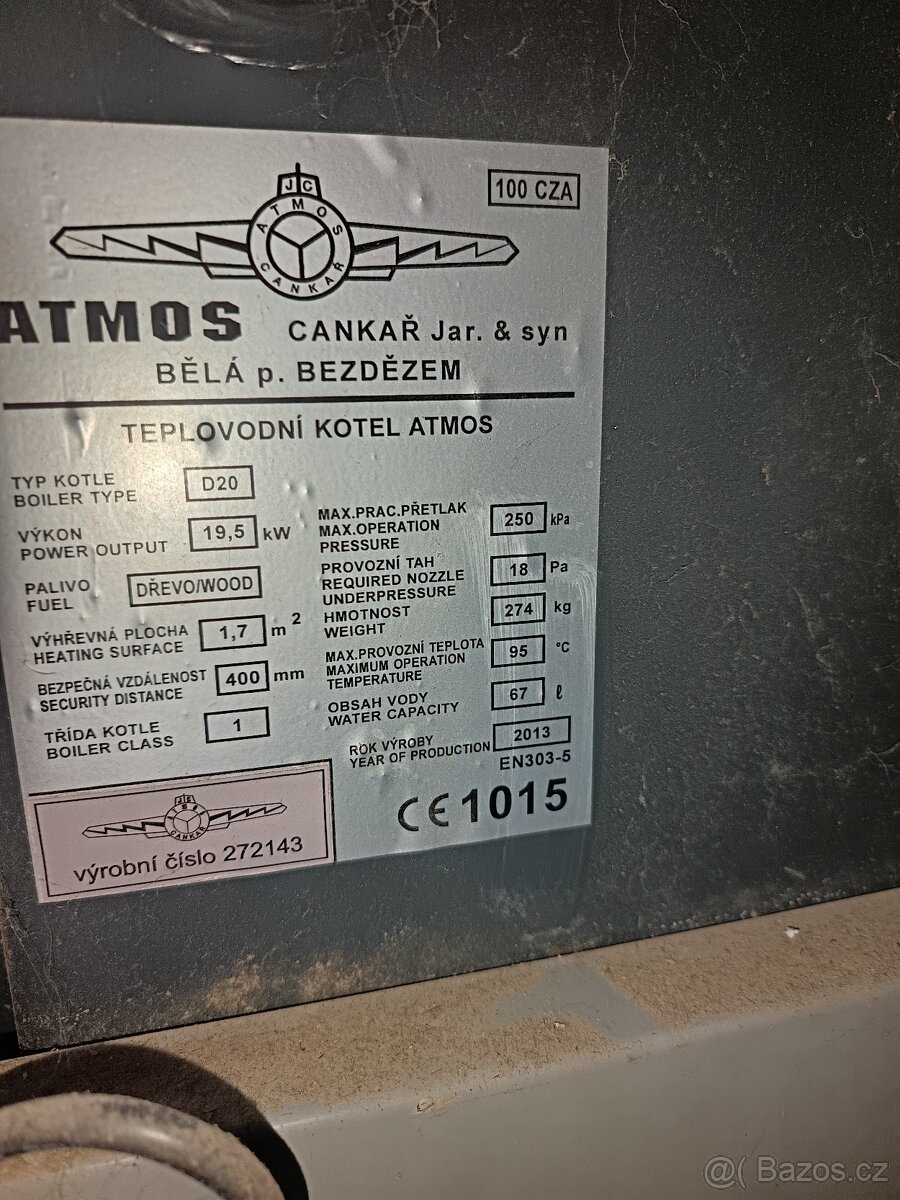 100 CZA
JC
ATMOS
CANKAŘ
ATMOS CANKAŘ Jar. & syn
BĚLÁ p. BEZDĚZEM
TEPLOVODNÍ KOTEL ATMOS
TYP KOTLE
BOILER TYPE
D20
VÝKON
POWER OUTPUT
19,5 kW
PALIVO
FUEL
DŘEVO/WOOD
VÝHŘEVNÁ PLOCHA
HEATING SURFACE
1,7 m²
BEZPEČNÁ VZDÁLENOST
SECURITY DISTANCE
400 mm
TŘÍDA KOTLE
BOILER CLASS
1
MAX.PRAC.PŘETLAK
MAX.OPERATION
PRESSURE
250 kPa
PROVOZNÍ TAH
REQUIRED NOZZLE
UNDERPRESSURE
18 Pa
HMOTNOST
WEIGHT
274 kg
MAX.PROVOZNÍ TEPLOTA
MAXIMUM OPERATION
TEMPERATURE
95 °C
OBSAH VODY
WATER CAPACITY
67 ℓ
ROK VÝROBY
YEAR OF PRODUCTION
2013
EN303-5
CE1015
CANKAŘ
výrobní číslo 272143
@( Bazos.cz